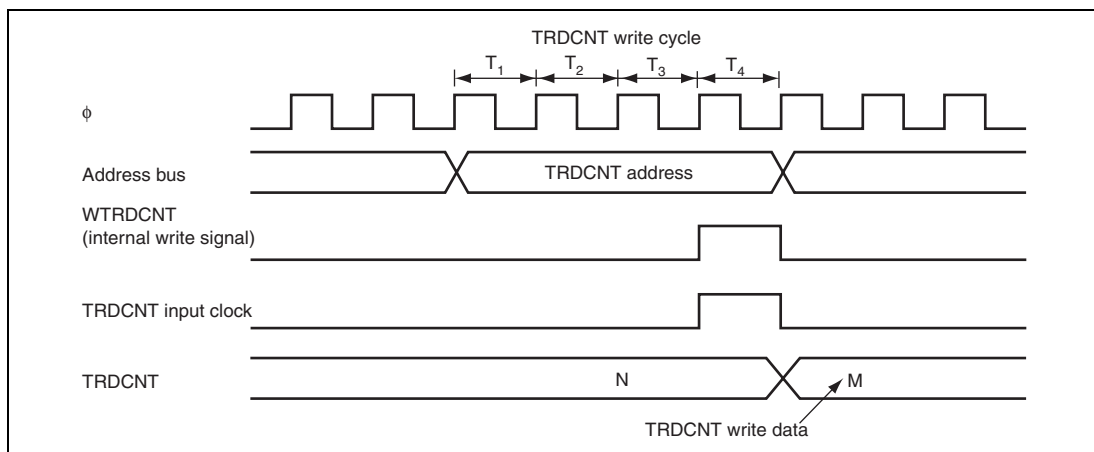 TRDCNT write cycle
T1 T2 T3 T4
ϕ
Address bus
TRDCNT address
WTRDCNT
(internal write signal)
TRDCNT input clock
TRDCNT
N
M
TRDCNT write data